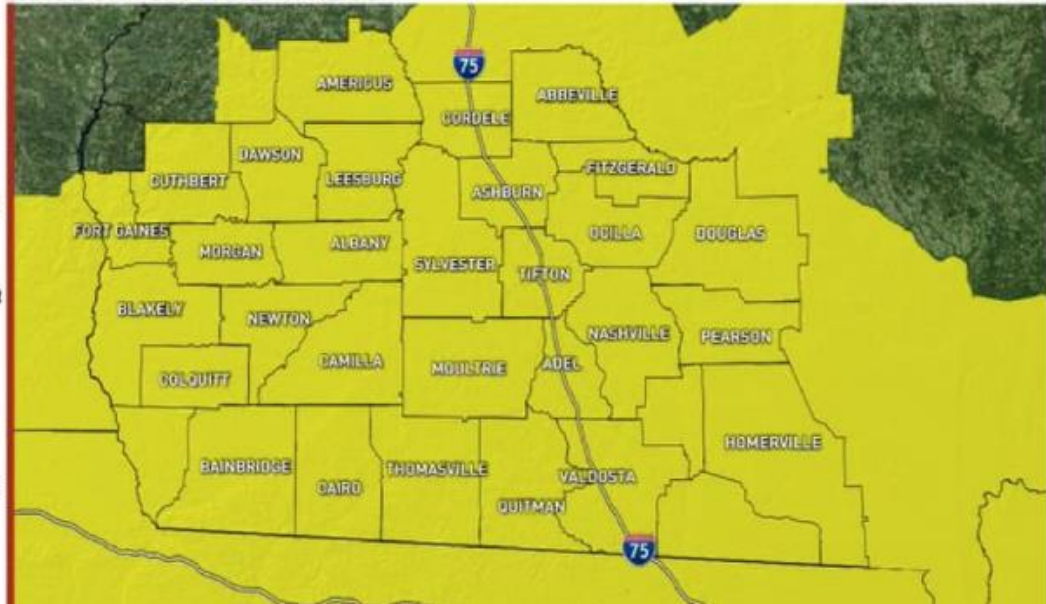 75
AMERICUS
ABBEVILLE
CORDELE
DAWSON
FITZGERALD
CUTHBERT
LEESBURG
ASHBURN
FORT GAINES
OCILLA
DOUGLAS
MORGAN
ALBANY
SYLVESTER
TIFTON
BLAKELY
NEWTON
NASHVILLE
PEARSON
CAMILLA
MOULTRIE
ADEL
COLQUITT
HOMERVILLE
BAINBRIDGE
THOMASVILLE
VALDOSTA
CAIRO
QUITMAN
75